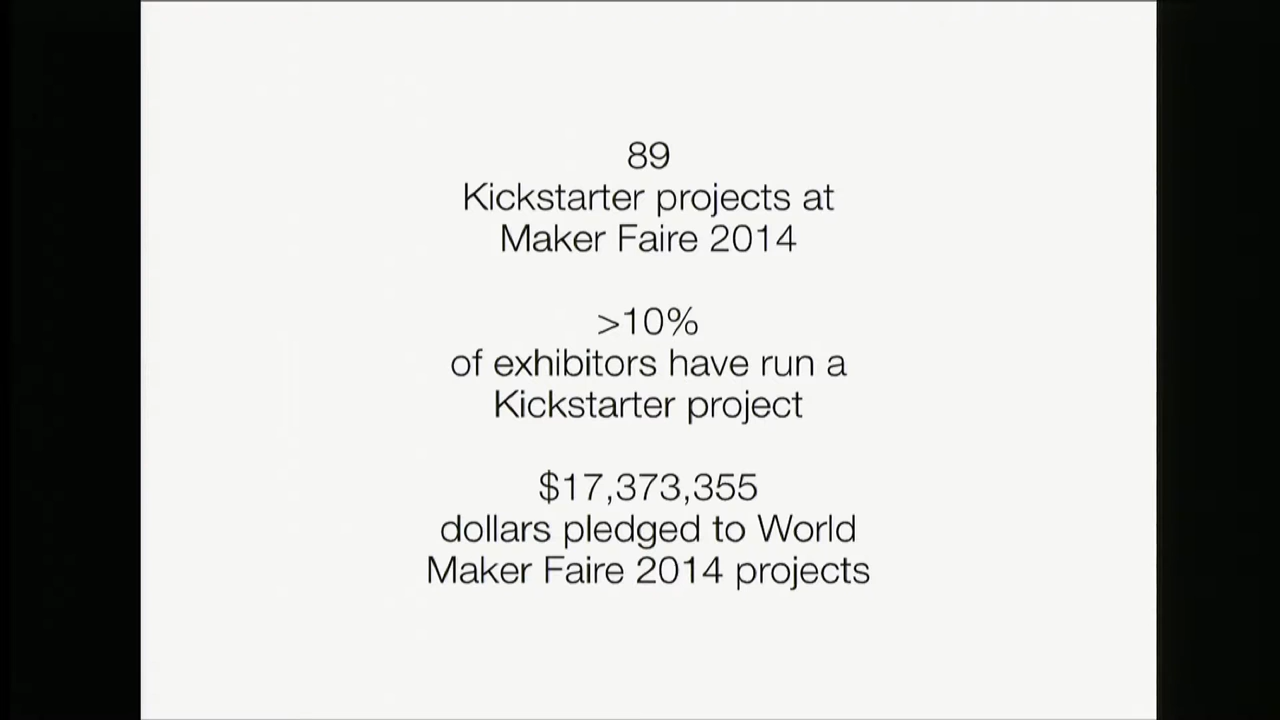 89
Kickstarter projects at
Maker Faire 2014
>10%
of exhibitors have run a
Kickstarter project
$17,373,355
dollars pledged to World
Maker Faire 2014 projects